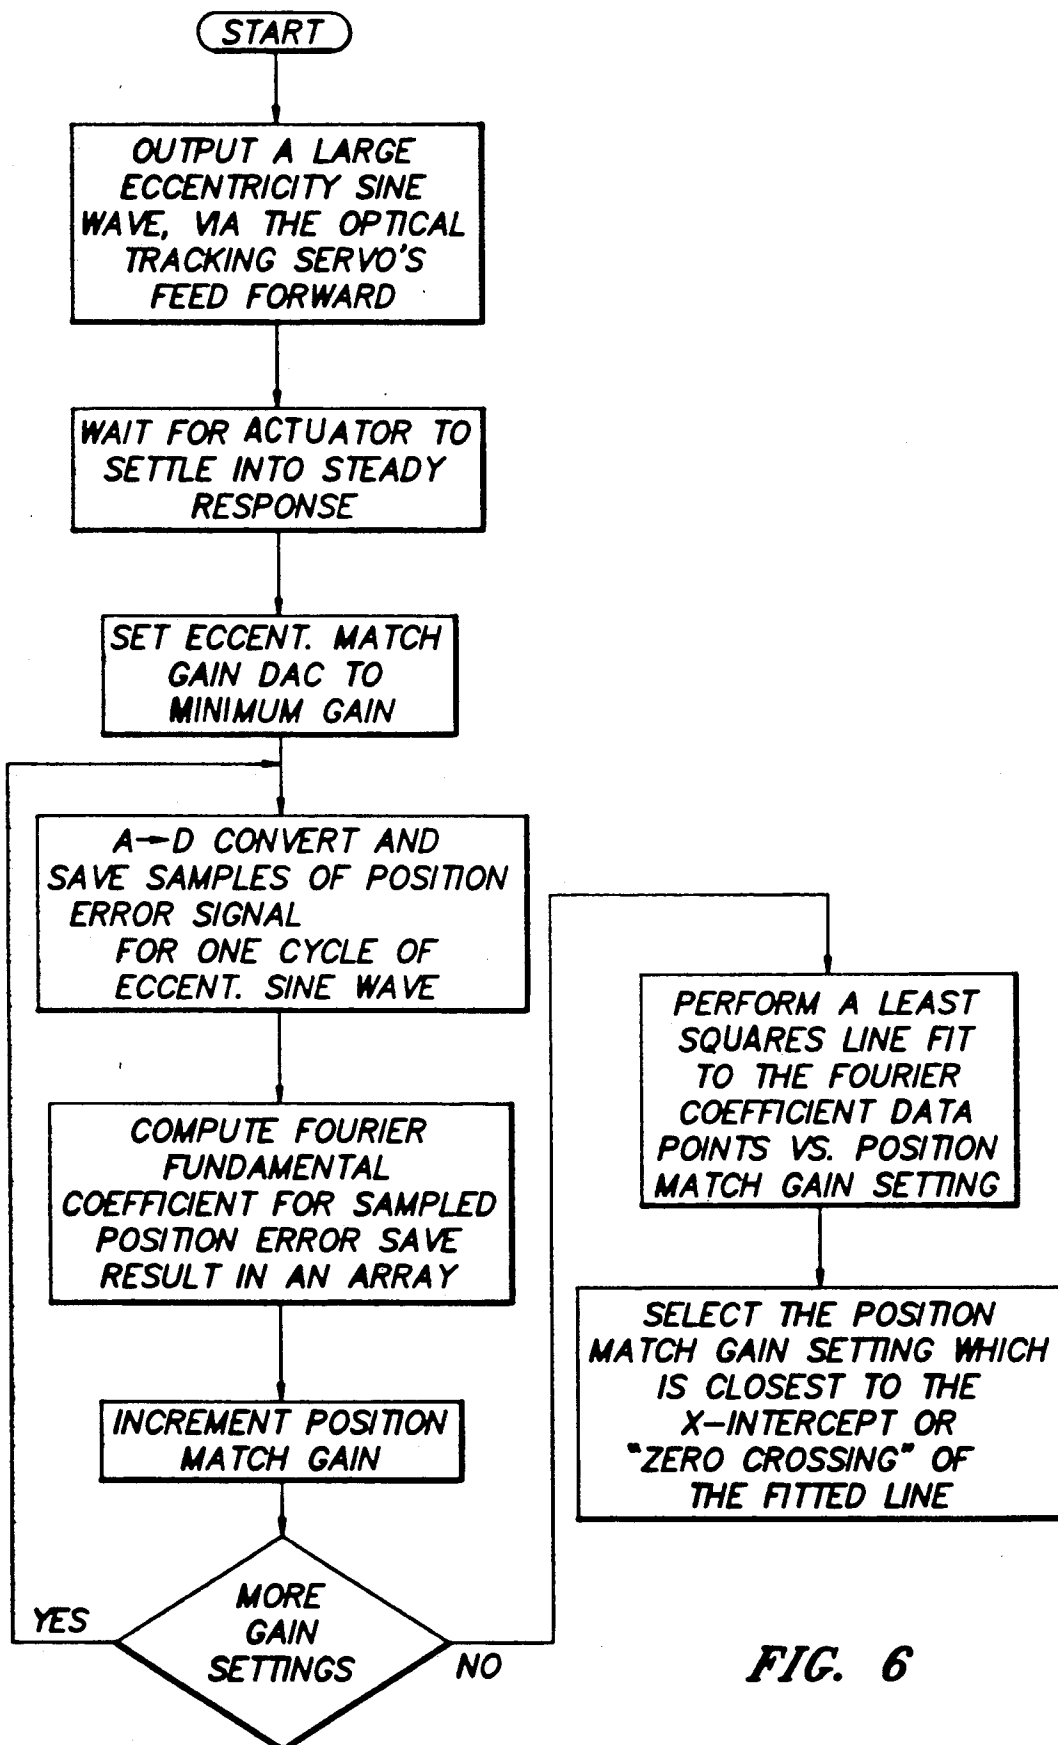 START
OUTPUT A LARGE
ECCENTRICITY SINE
WAVE, VIA THE OPTICAL
TRACKING SERVO'S
FEED FORWARD
WAIT FOR ACTUATOR TO
SETTLE INTO STEADY
RESPONSE
SET ECCENT. MATCH
GAIN DAC TO
MINIMUM GAIN
A→D CONVERT AND
SAVE SAMPLES OF POSITION
ERROR SIGNAL
FOR ONE CYCLE OF
ECCENT. SINE WAVE
COMPUTE FOURIER
FUNDAMENTAL
COEFFICIENT FOR SAMPLED
POSITION ERROR SAVE
RESULT IN AN ARRAY
INCREMENT POSITION
MATCH GAIN
MORE
GAIN
SETTINGS
YES
NO
PERFORM A LEAST
SQUARES LINE FIT
TO THE FOURIER
COEFFICIENT DATA
POINTS VS. POSITION
MATCH GAIN SETTING
SELECT THE POSITION
MATCH GAIN SETTING WHICH
IS CLOSEST TO THE
X-INTERCEPT OR
"ZERO CROSSING" OF
THE FITTED LINE
FIG. 6